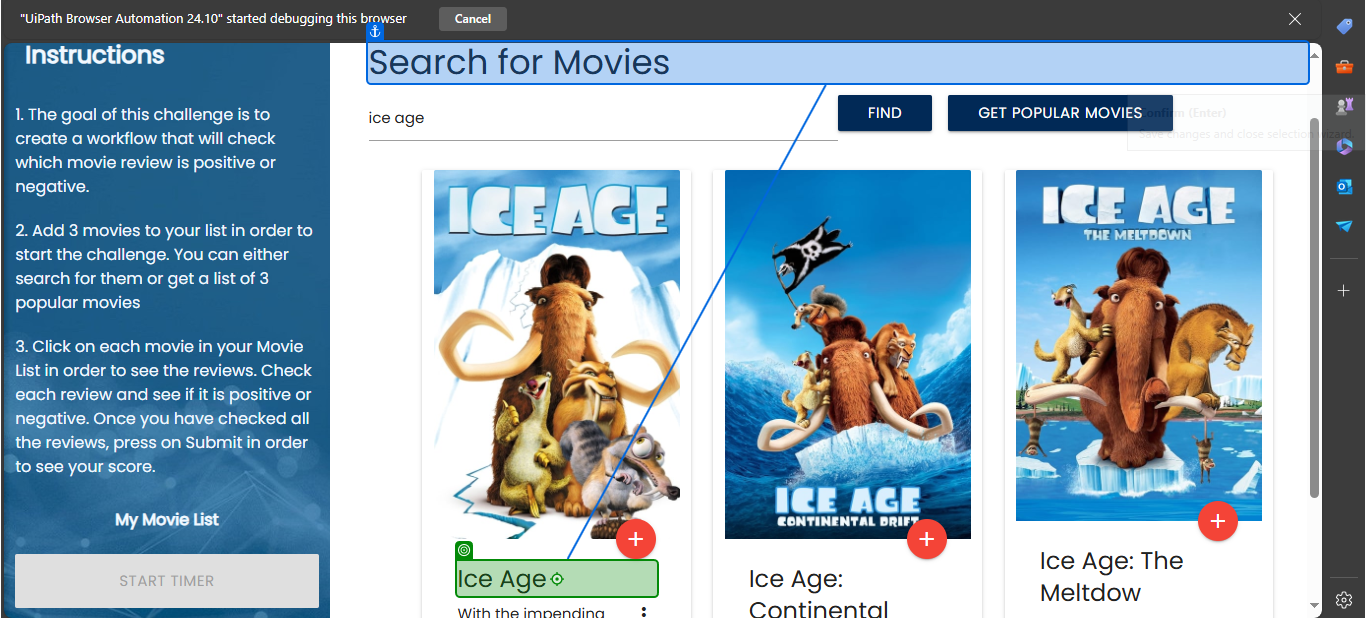 "UiPath Browser Automation 24.10" started debugging this browser
Cancel
Instructions
1. The goal of this challenge is to
create a workflow that will check
which movie review is positive or
negative.
2. Add 3 movies to your list in order to
start the challenge. You can either
search for them or get a list of 3
popular movies
3. Click on each movie in your Movie
List in order to see the reviews. Check
each review and see if it is positive or
negative. Once you have checked all
the reviews, press on Submit in order
to see your score.
My Movie List
START TIMER
Search for Movies
ice age
FIND
GET POPULAR MOVIES
Confirm (Enter)
Save changes and close selection wizard.
ICE AGE
Ice Age
With the impending
ICE AGE
CONTINENTAL DRIFT
Ice Age:
Continental
ICE AGE
THE MELTDOWN
Ice Age: The
Meltdow